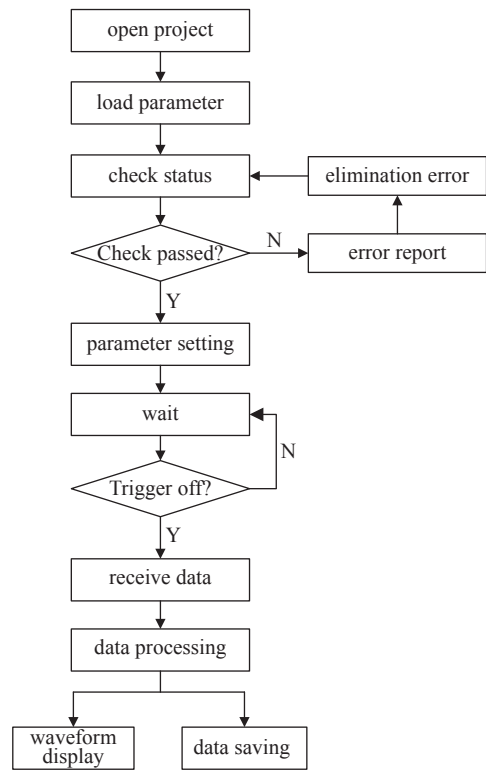 open project
load parameter
check status
elimination error
Check passed?
N
error report
Y
parameter setting
wait
N
Trigger off?
Y
receive data
data processing
waveform
display
data saving